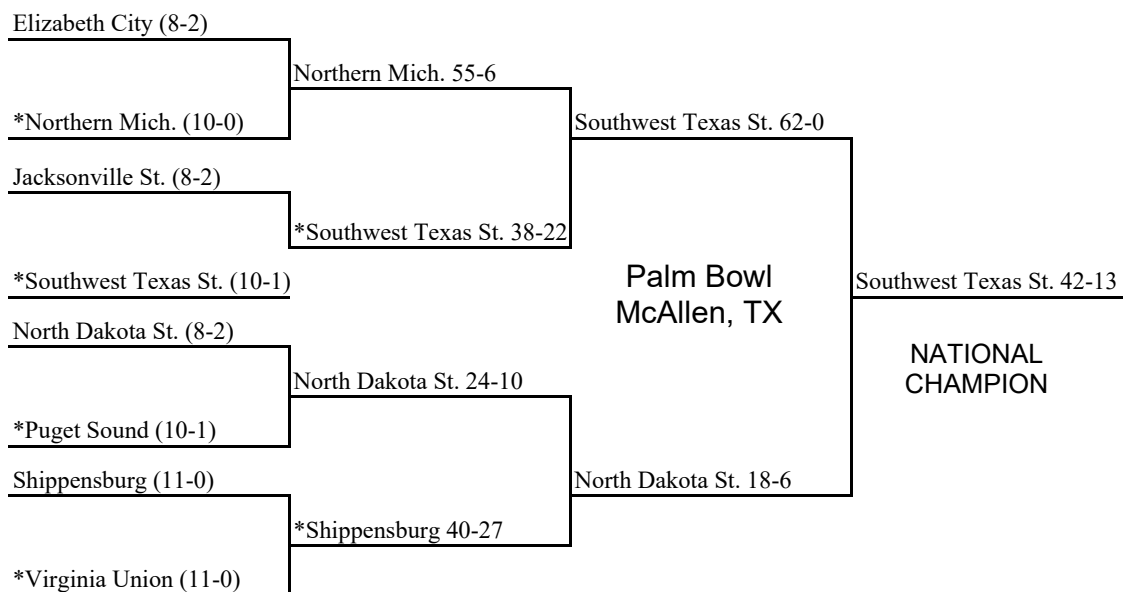 Elizabeth City (8-2)
Northern Mich. 55-6
*Northern Mich. (10-0)
Southwest Texas St. 62-0
Jacksonville St. (8-2)
*Southwest Texas St. 38-22
*Southwest Texas St. (10-1)
Palm Bowl
McAllen, TX
Southwest Texas St. 42-13
North Dakota St. (8-2)
NATIONAL
CHAMPION
North Dakota St. 24-10
*Puget Sound (10-1)
Shippensburg (11-0)
North Dakota St. 18-6
*Shippensburg 40-27
*Virginia Union (11-0)